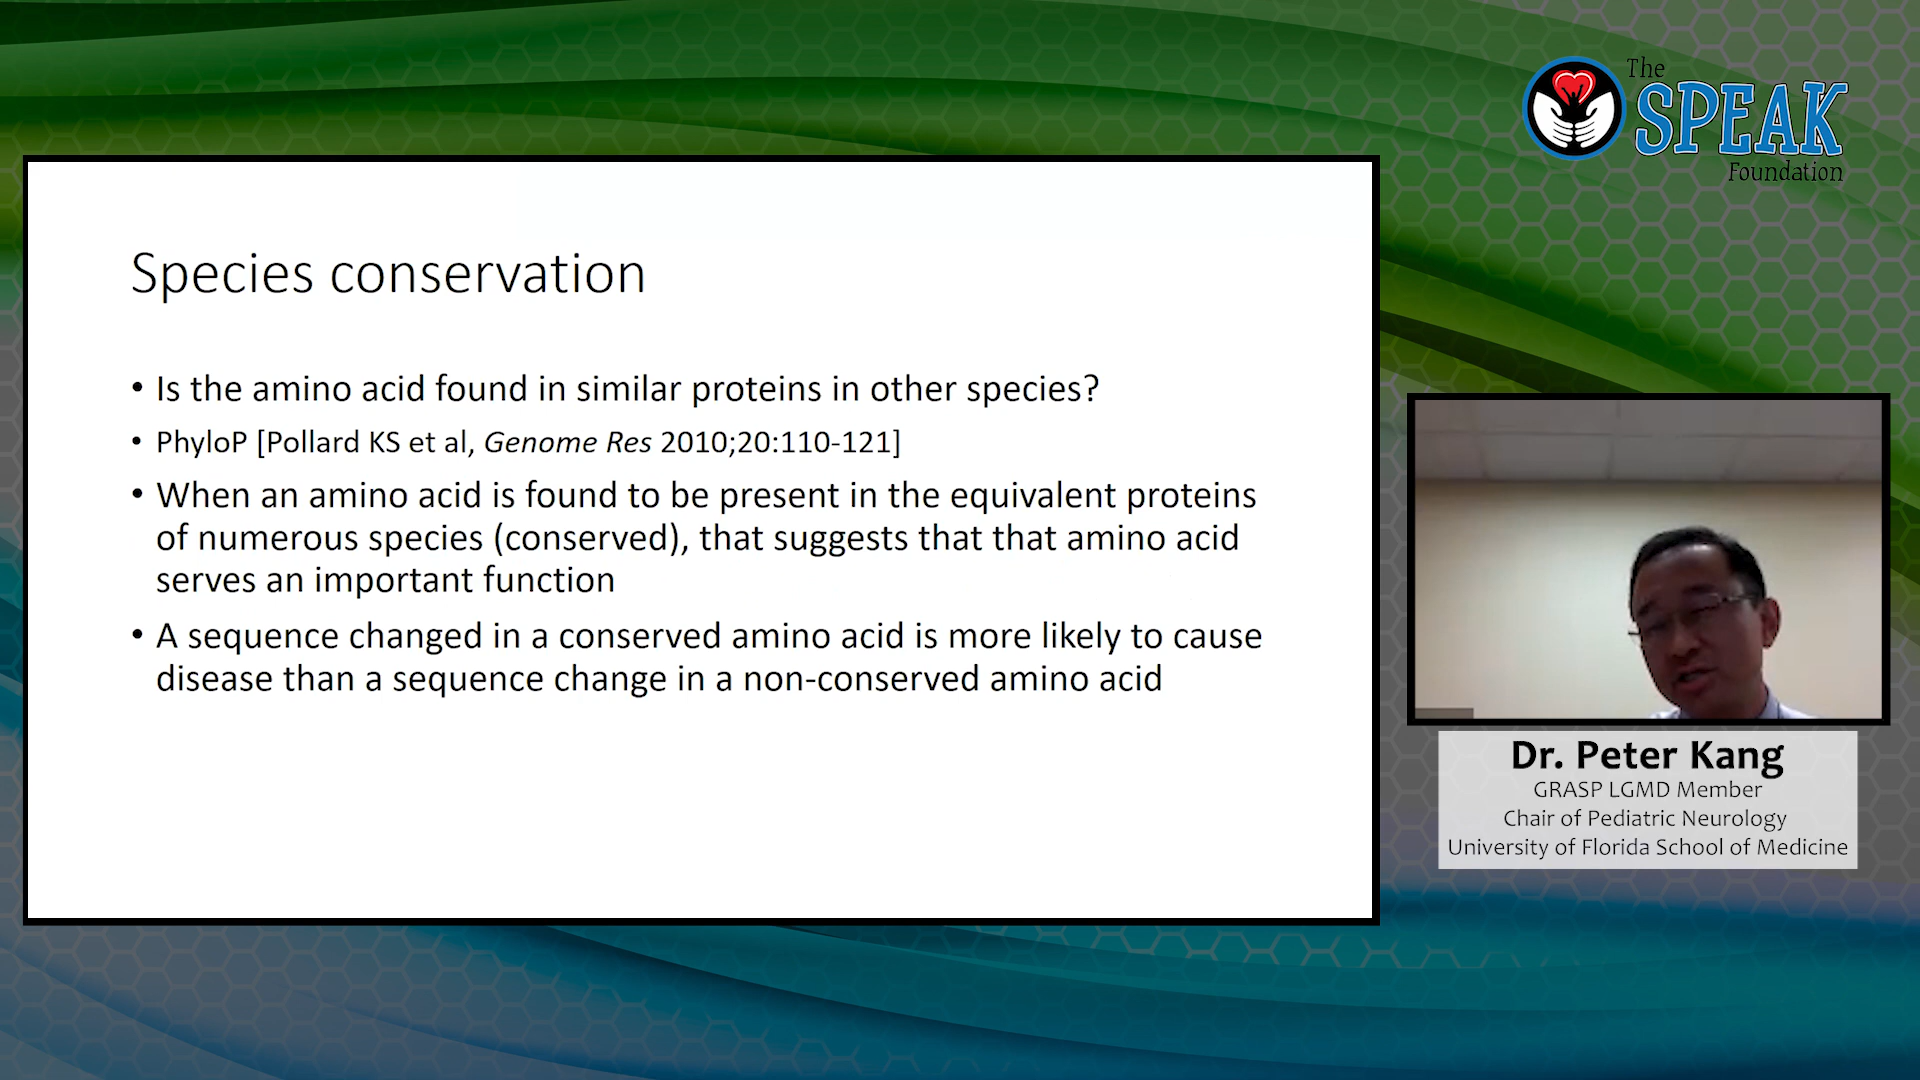 The
SPEAK
Foundation
Species conservation
• Is the amino acid found in similar proteins in other species?
• PhyloP [Pollard KS et al, Genome Res 2010;20:110-121]
• When an amino acid is found to be present in the equivalent proteins
of numerous species (conserved), that suggests that that amino acid
serves an important function
• A sequence changed in a conserved amino acid is more likely to cause
disease than a sequence change in a non-conserved amino acid
Dr. Peter Kang
GRASP LGMD Member
Chair of Pediatric Neurology
University of Florida School of Medicine